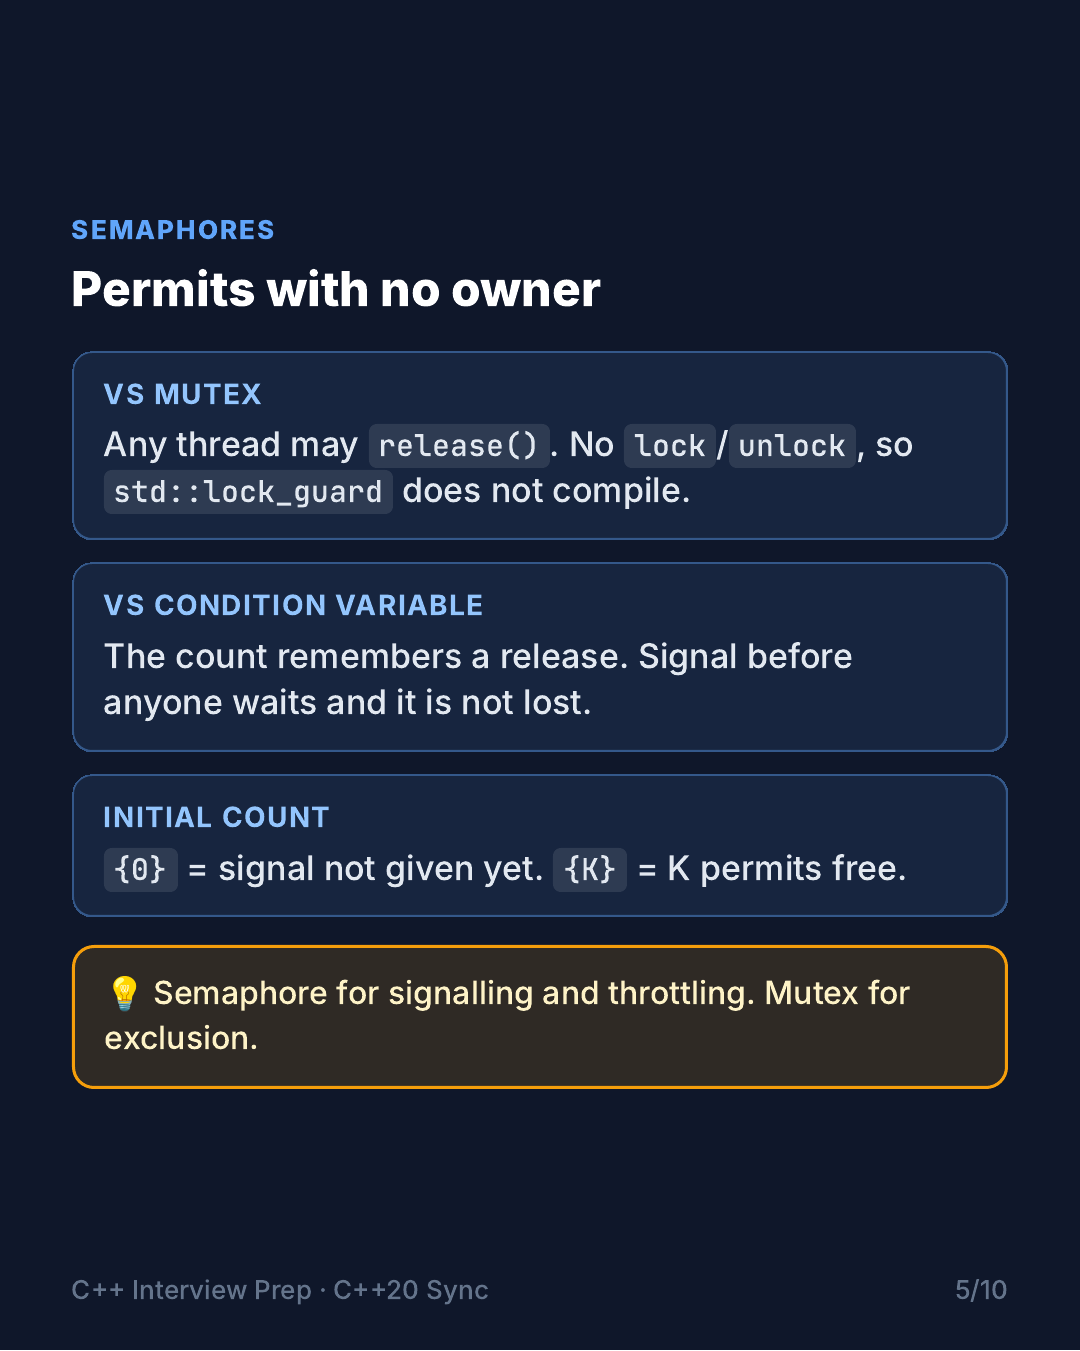 SEMAPHORES
Permits with no owner
VS MUTEX
Any thread may release(). No lock/unlock, so
std::lock_guard does not compile.
VS CONDITION VARIABLE
The count remembers a release. Signal before
anyone waits and it is not lost.
INITIAL COUNT
{0} = signal not given yet. {K} = K permits free.
💡 Semaphore for signalling and throttling. Mutex for
exclusion.
C++ Interview Prep · C++20 Sync
5/10